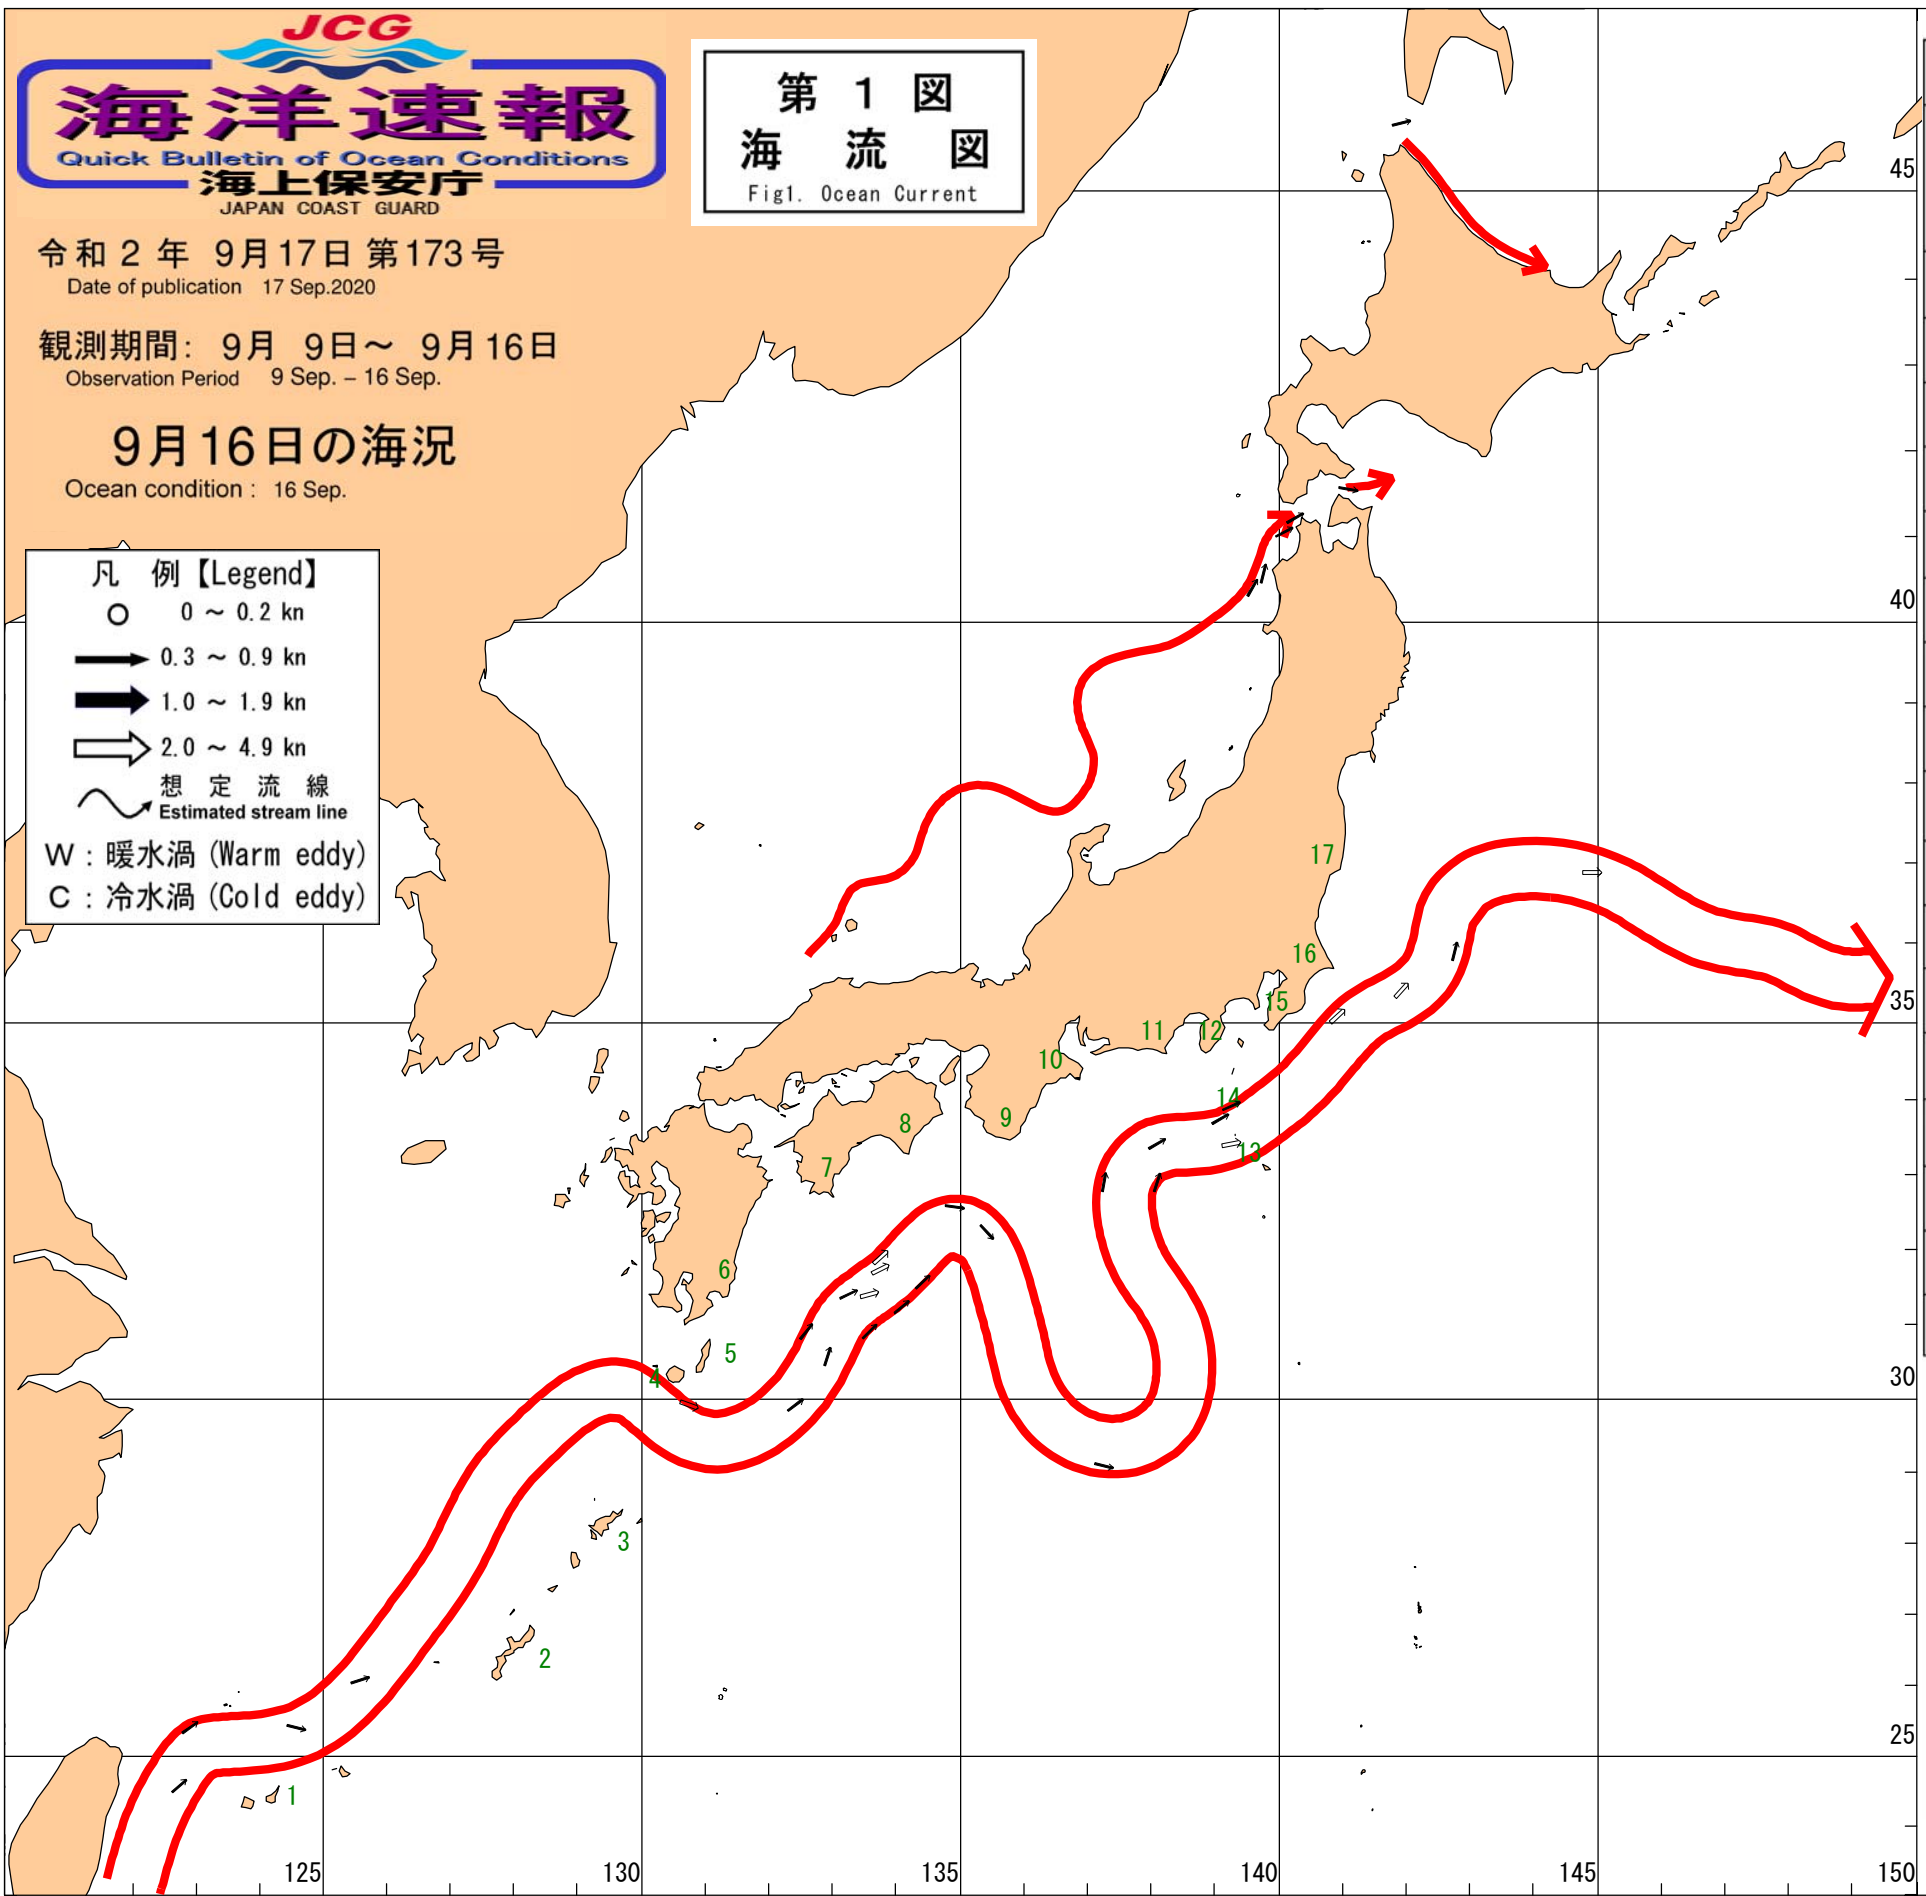 JCG
海洋速報
Quick Bulletin of Ocean Conditions
海上保安庁
JAPAN COAST GUARD
令和2年 9月17日 第173号
Date of publication 17 Sep.2020
観測期間: 9月 9日～ 9月16日
Observation Period 9 Sep. – 16 Sep.
9月16日の海況
Ocean condition : 16 Sep.
第 1 図
海 流 図
Fig1. Ocean Current
凡 例【Legend】
0 ～ 0.2 kn
0.3 ～ 0.9 kn
1.0 ～ 1.9 kn
2.0 ～ 4.9 kn
想 定 流 線
Estimated stream line
W : 暖水渦 (Warm eddy)
C : 冷水渦 (Cold eddy)
45
40
17
16
35
15
11
12
10
14
9
8
13
7
6
5
4
30
3
2
25
1
125
130
135
140
145
150